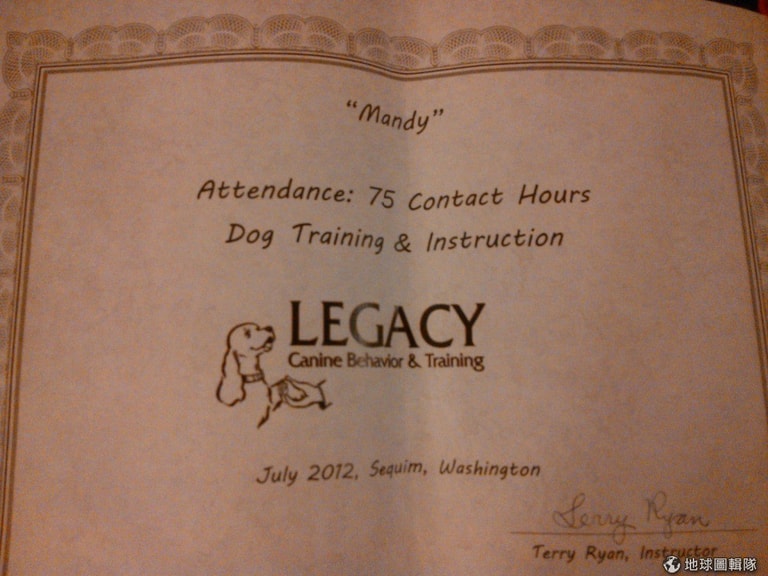 “Mandy”
Attendance: 75 Contact Hours
Dog Training & Instruction
LEGACY
Canine Behavior & Training
July 2012, Sequim, Washington
Terry Ryan
Terry Ryan, Instructor
地球圖輯隊